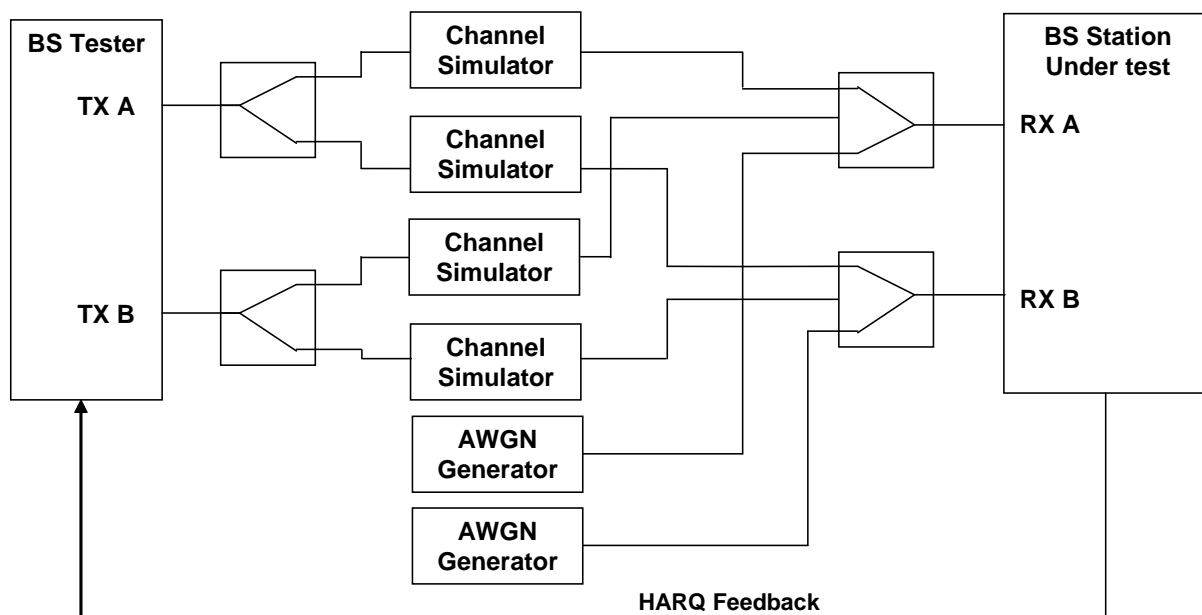 BS Tester
TX A
TX B
Channel
Simulator
Channel
Simulator
Channel
Simulator
Channel
Simulator
AWGN
Generator
AWGN
Generator
BS Station
Under test
RX A
RX B
HARQ Feedback